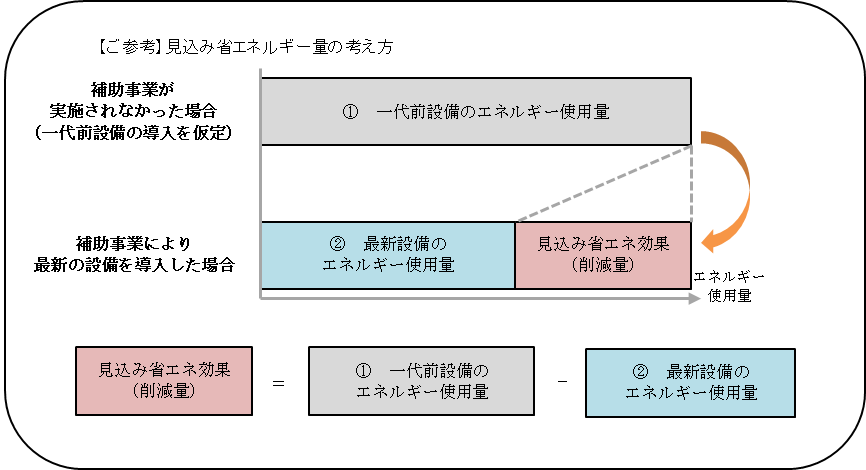 【ご参考】見込み省エネルギー量の考え方
補助事業が
実施されなかった場合
（一代前設備の導入を仮定）
① 一代前設備のエネルギー使用量
補助事業により
最新の設備を導入した場合
② 最新設備の
エネルギー使用量
見込み省エネ効果
（削減量）
エネルギー
使用量
見込み省エネ効果
（削減量）
＝
① 一代前設備の
エネルギー使用量
－
② 最新設備の
エネルギー使用量